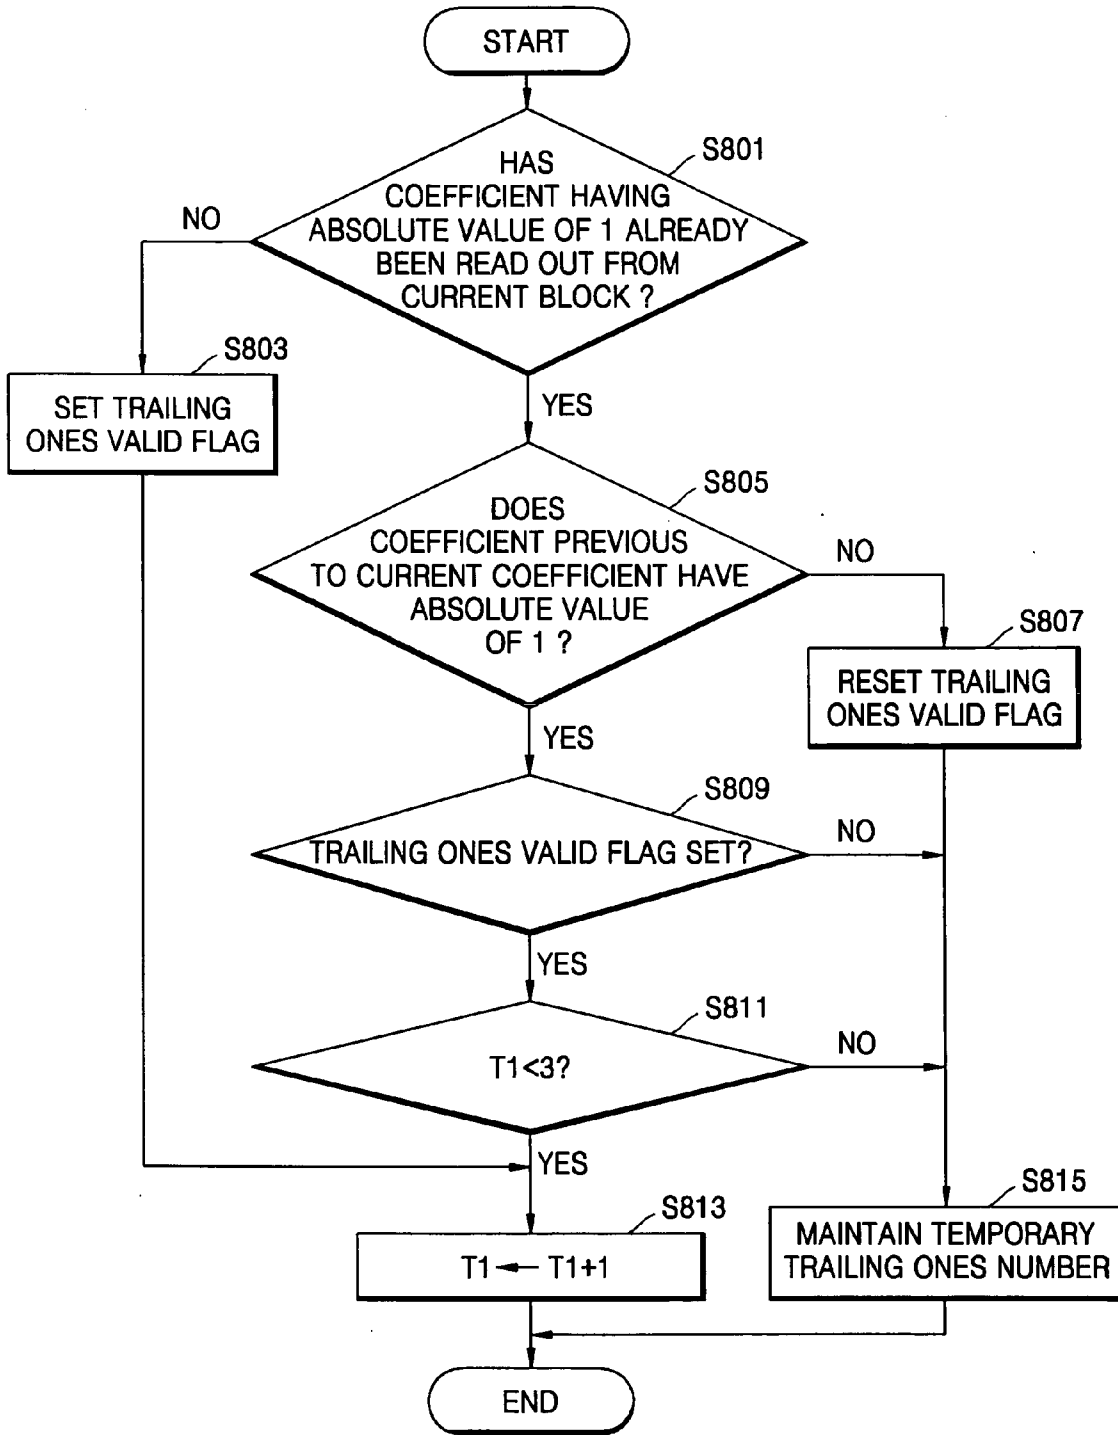 START
S801
HAS
COEFFICIENT HAVING
ABSOLUTE VALUE OF 1 ALREADY
BEEN READ OUT FROM
CURRENT BLOCK ?
NO
YES
S803
SET TRAILING
ONES VALID FLAG
S805
DOES
COEFFICIENT PREVIOUS
TO CURRENT COEFFICIENT HAVE
ABSOLUTE VALUE
OF 1 ?
NO
YES
S807
RESET TRAILING
ONES VALID FLAG
S809
TRAILING ONES VALID FLAG SET?
NO
YES
S811
T1<3?
NO
YES
S813
T1 ← T1+1
S815
MAINTAIN TEMPORARY
TRAILING ONES NUMBER
END